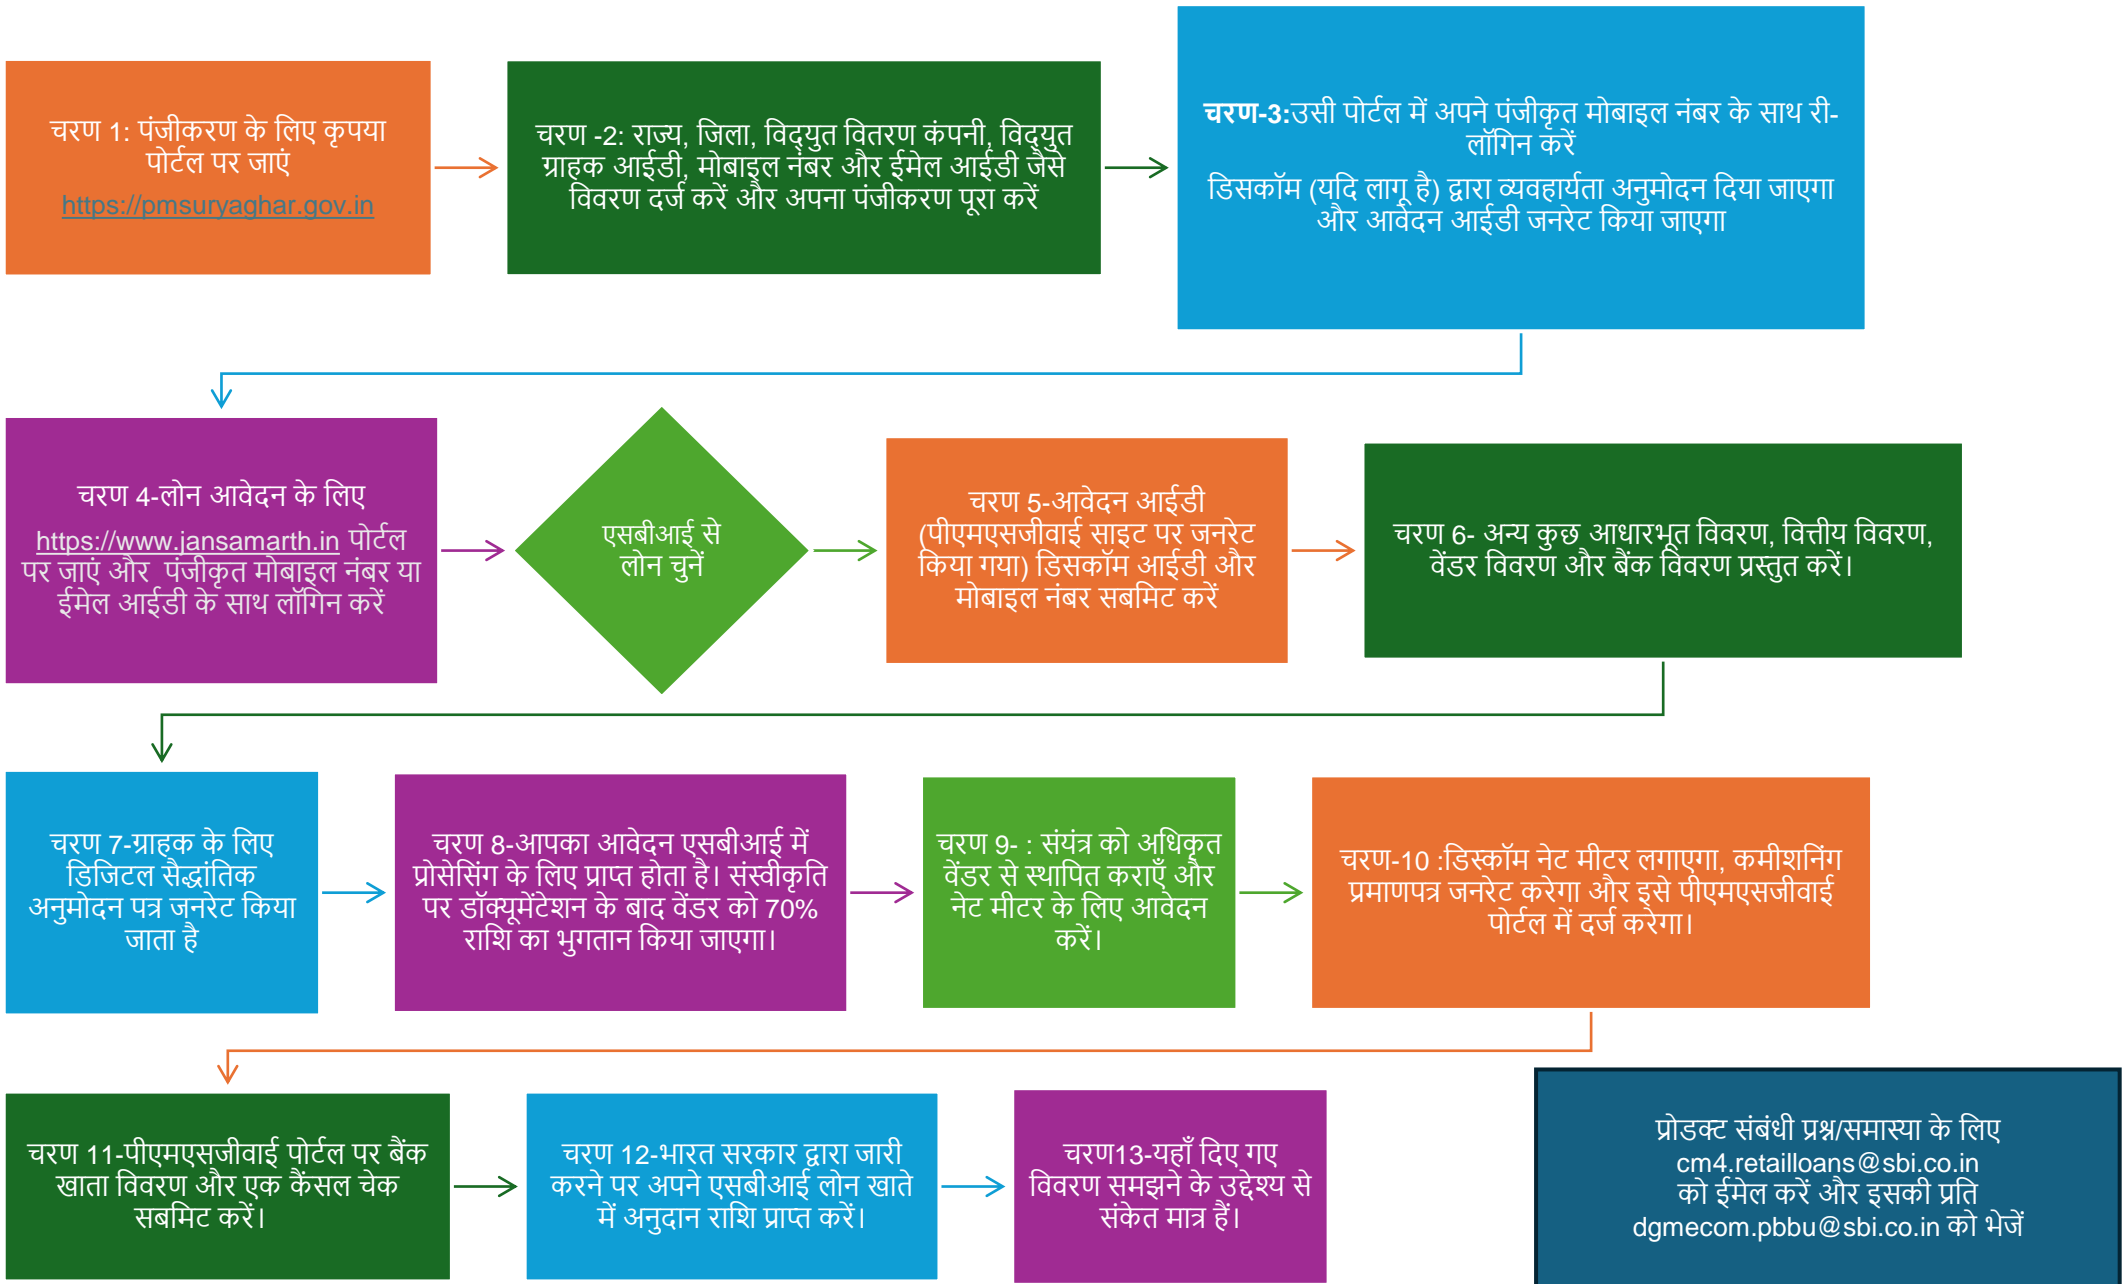 चरण 1: पंजीकरण के लिए कृपया
पोर्टल पर जाएं
https://pmsuryaghar.gov.in
चरण -2: राज्य, जिला, विद्युत वितरण कंपनी, विद्युत
ग्राहक आईडी, मोबाइल नंबर और ईमेल आईडी जैसे
विवरण दर्ज करें और अपना पंजीकरण पूरा करें
चरण-3:उसी पोर्टल में अपने पंजीकृत मोबाइल नंबर के साथ री-
लॉगिन करें
डिसकॉम (यदि लागू है) द्वारा व्यवहार्यता अनुमोदन दिया जाएगा
और आवेदन आईडी जनरेट किया जाएगा
चरण 4-लोन आवेदन के लिए
https://www.jansamarth.in पोर्टल
पर जाएं और पंजीकृत मोबाइल नंबर या
ईमेल आईडी के साथ लॉगिन करें
एसबीआई से
लोन चुनें
चरण 5-आवेदन आईडी
(पीएमएसजीवाई साइट पर जनरेट
किया गया) डिसकॉम आईडी और
मोबाइल नंबर सबमिट करें
चरण 6- अन्य कुछ आधारभूत विवरण, वित्तीय विवरण,
वेंडर विवरण और बैंक विवरण प्रस्तुत करें।
चरण 7-ग्राहक के लिए
डिजिटल सैद्धांतिक
अनुमोदन पत्र जनरेट किया
जाता है
चरण 8-आपका आवेदन एसबीआई में
प्रोसेसिंग के लिए प्राप्त होता है। संस्वीकृति
पर डॉक्यूमेंटेशन के बाद वेंडर को 70%
राशि का भुगतान किया जाएगा।
चरण 9- : संयंत्र को अधिकृत
वेंडर से स्थापित कराएँ और
नेट मीटर के लिए आवेदन
करें।
चरण-10 :डिस्कॉम नेट मीटर लगाएगा, कमीशनिंग
प्रमाणपत्र जनरेट करेगा और इसे पीएमएसजीवाई
पोर्टल में दर्ज करेगा।
चरण 11-पीएमएसजीवाई पोर्टल पर बैंक
खाता विवरण और एक कैंसल चेक
सबमिट करें।
चरण 12-भारत सरकार द्वारा जारी
करने पर अपने एसबीआई लोन खाते
में अनुदान राशि प्राप्त करें।
चरण13-यहाँ दिए गए
विवरण समझने के उद्देश्य से
संकेत मात्र हैं।
प्रोडक्ट संबंधी प्रश्न/समास्या के लिए
cm4.retailloans@sbi.co.in
को ईमेल करें और इसकी प्रति
dgmecom.pbbu@sbi.co.in को भेजें